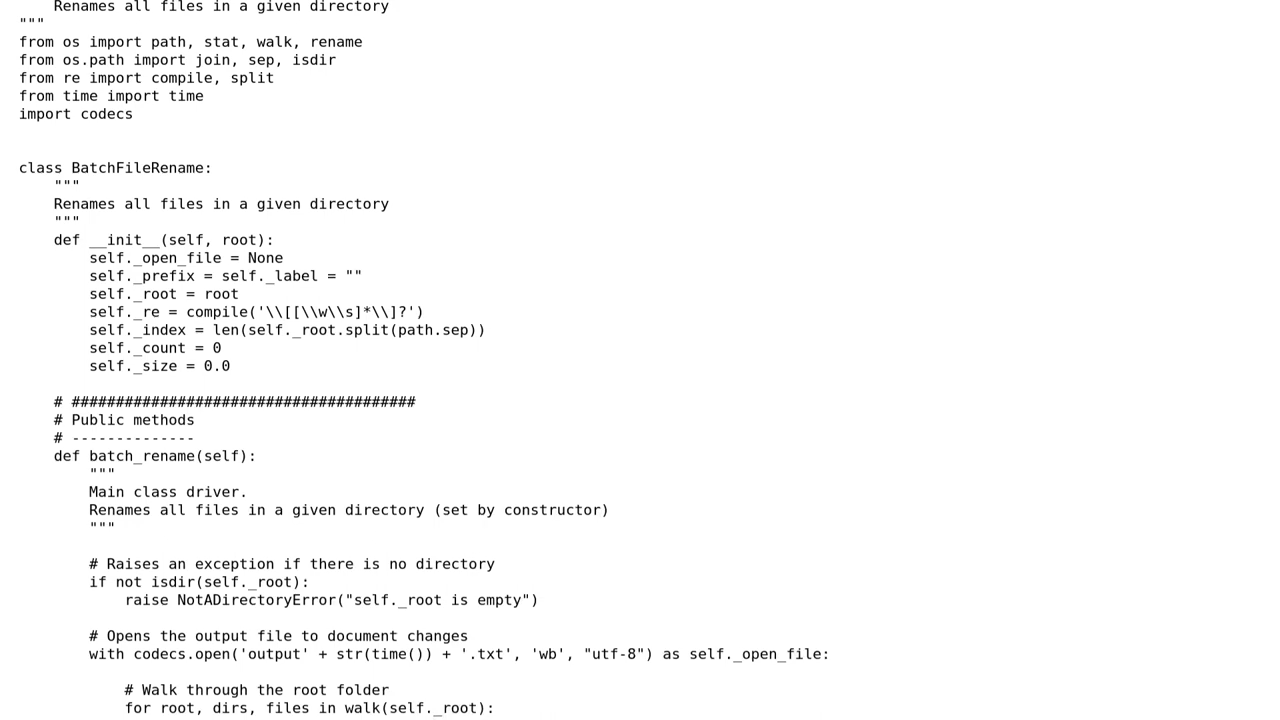 Renames all files in a given directory
"""
from os import path, stat, walk, rename
from os.path import join, sep, isdir
from re import compile, split
from time import time
import codecs


class BatchFileRename:
    """
    Renames all files in a given directory
    """
    def __init__(self, root):
        self._open_file = None
        self._prefix = self._label = ""
        self._root = root
        self._re = compile('\\[[\\w\\s]*\\]?')
        self._index = len(self._root.split(path.sep))
        self._count = 0
        self._size = 0.0

    # #######################################
    # Public methods
    # --------------
    def batch_rename(self):
        """
        Main class driver.
        Renames all files in a given directory (set by constructor)
        """

        # Raises an exception if there is no directory
        if not isdir(self._root):
            raise NotADirectoryError("self._root is empty")

        # Opens the output file to document changes
        with codecs.open('output' + str(time()) + '.txt', 'wb', "utf-8") as self._open_file:

            # Walk through the root folder
            for root, dirs, files in walk(self._root):